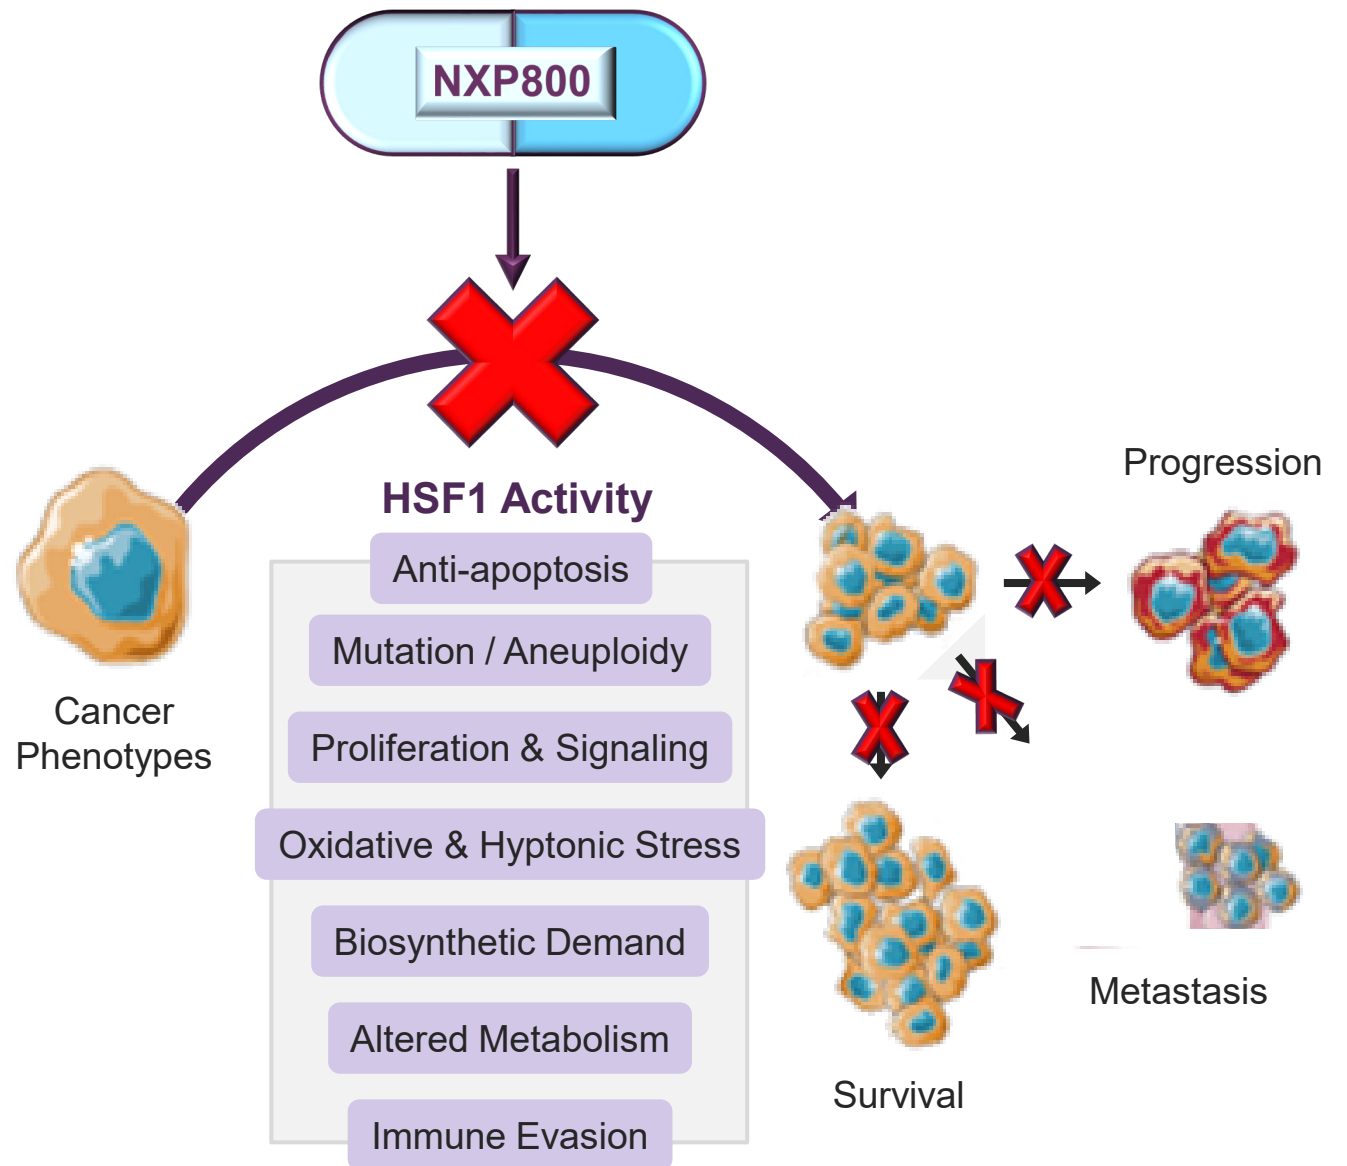 NXP800
HSF1 Activity
Anti-apoptosis
Mutation / Aneuploidy
Proliferation & Signaling
Oxidative & Hyptonic Stress
Biosynthetic Demand
Altered Metabolism
Immune Evasion
Cancer
Phenotypes
Progression
Metastasis
Survival